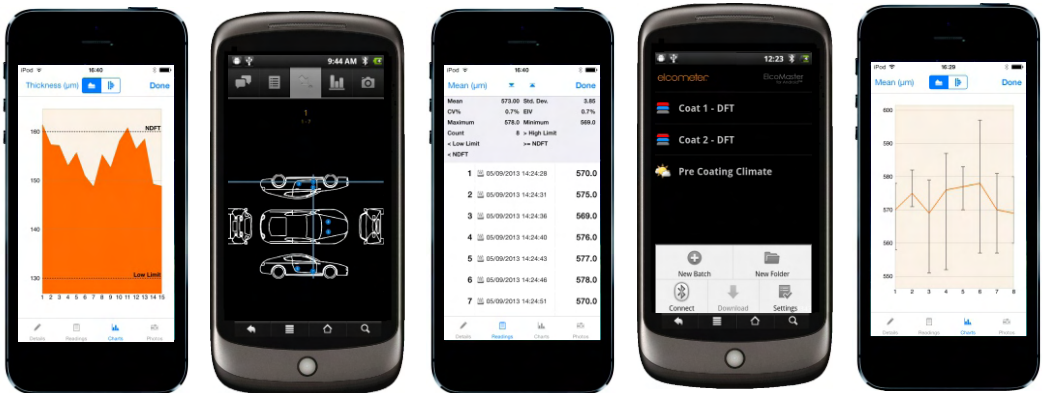 iPod 16:40
Thickness (µm) Done
160 NDFT
150
140
130 Low Limit
1 2 3 4 5 6 7 8 9 10 11 12 13 14 15
Details Readings Charts Photos
9:44 AM
1
iPod 16:40
Mean (µm) Done
Mean 573.00 Std. Dev. 3.85
CV% 0.7% EIV 0.7%
Maximum 578.0 Minimum 569.0
Count 8 > High Limit
< Low Limit >= NDFT
< NDFT
1 05/09/2013 14:24:28 570.0
2 05/09/2013 14:24:31 575.0
3 05/09/2013 14:24:36 569.0
4 05/09/2013 14:24:40 576.0
5 05/09/2013 14:24:43 577.0
6 05/09/2013 14:24:46 578.0
7 05/09/2013 14:24:51 570.0
Details Readings Charts Photos
12:23
elcometer ElcoMaster
Coat 1 - DFT
Coat 2 - DFT
Pre Coating Climate
New Batch New Folder
Connect Download Settings
iPod 16:29
Mean (µm) Done
600
590
580
570
560
550
1 2 3 4 5 6 7 8
Details Readings Charts Photos